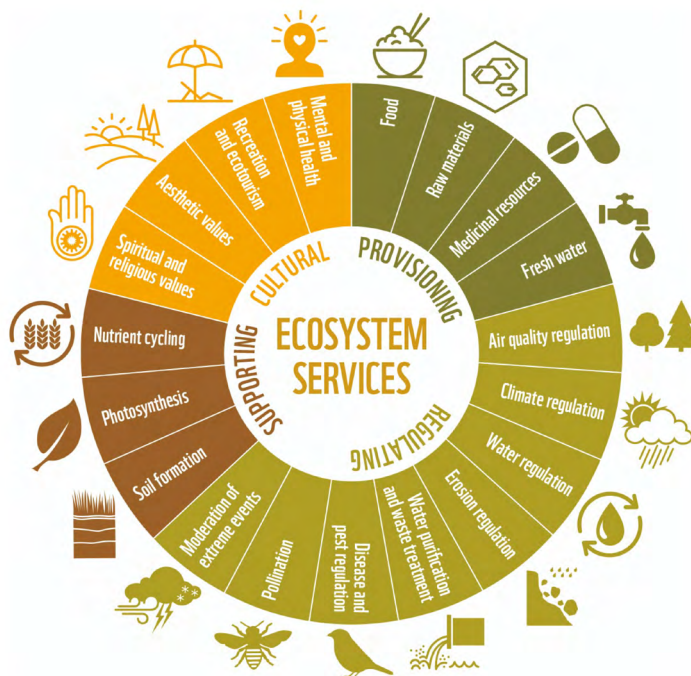 ECOSYSTEM
SERVICES
PROVISIONING
Food
Raw materials
Medicinal resources
Fresh water
REGULATING
Air quality regulation
Climate regulation
Water regulation
Erosion regulation
Water purification
and waste treatment
Disease and
pest regulation
Pollination
Moderation of
extreme events
SUPPORTING
Soil formation
Photosynthesis
Nutrient cycling
CULTURAL
Spiritual and
religious values
Aesthetic values
Recreation
and ecotourism
Mental and
physical health